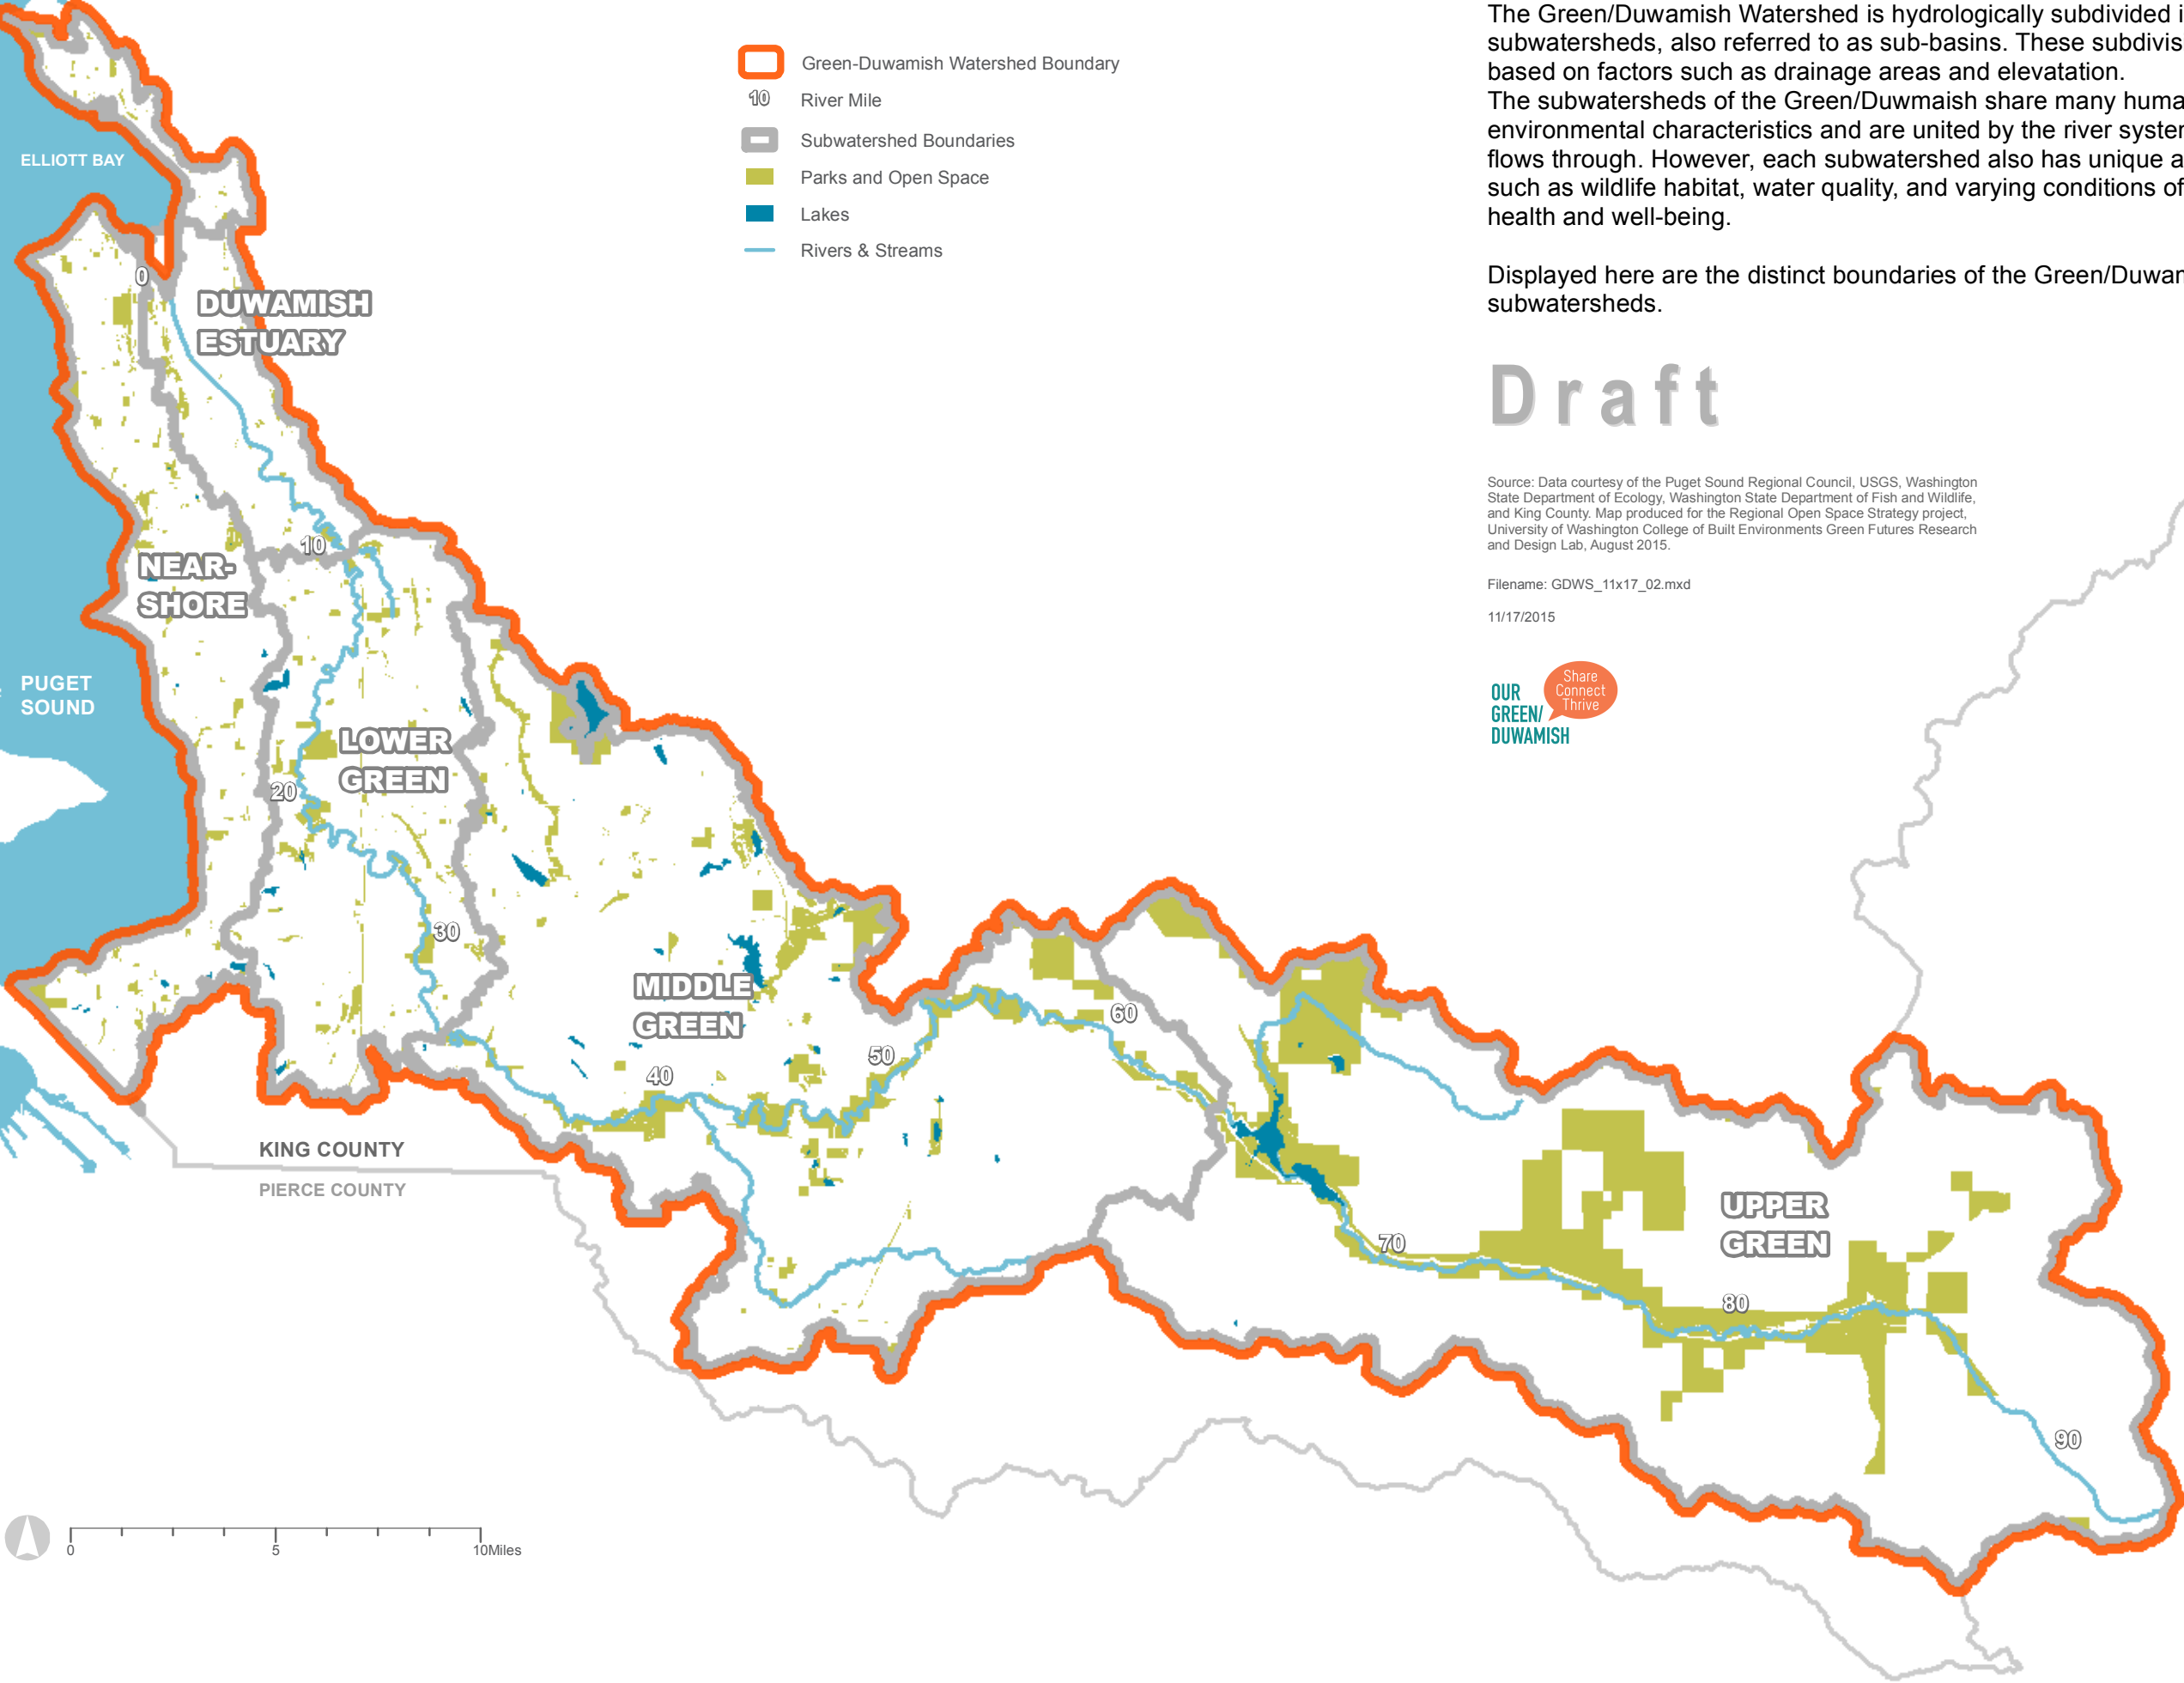 The Green/Duwamish Watershed is hydrologically subdivided
subwatersheds, also referred to as sub-basins. These
based on factors such as drainage areas and elevatation.
The subwatersheds of the Green/Duwmaish share many
environmental characteristics and are united by the river
flows through. However, each subwatershed also has unique
such as wildlife habitat, water quality, and varying conditions of
health and well-being.
Displayed here are the distinct boundaries of the
subwatersheds.
Green-Duwamish Watershed Boundary
10 River Mile
Subwatershed Boundaries
Parks and Open Space
Lakes
Rivers & Streams
Draft
Source: Data courtesy of the Puget Sound Regional Council, USGS, Washington
State Department of Ecology, Washington State Department of Fish and Wildlife,
and King County. Map produced for the Regional Open Space Strategy project,
University of Washington College of Built Environments Green Futures Research
and Design Lab, August 2015.
Filename: GDWS_11x17_02.mxd
11/17/2015
OUR
GREEN/
DUWAMISH
Share
Connect
Thrive
ELLIOTT BAY
0
DUWAMISH
ESTUARY
10
NEAR-
SHORE
PUGET
SOUND
LOWER
GREEN
20
30
MIDDLE
GREEN
40
50
60
70
UPPER
GREEN
80
90
KING COUNTY
PIERCE COUNTY
0 5 10Miles